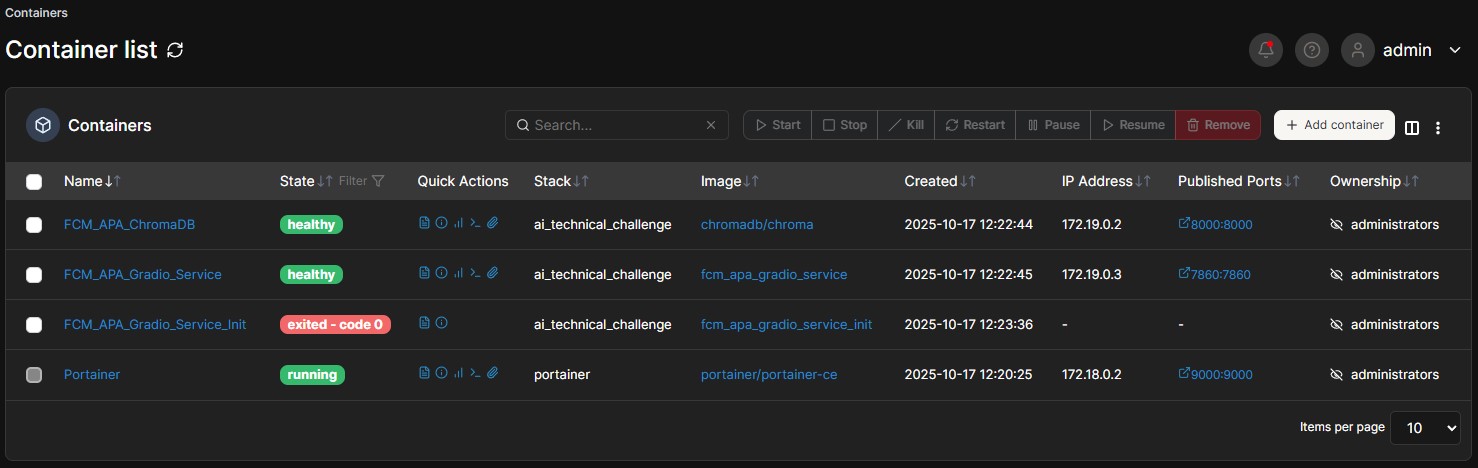 Containers
Container list
admin
Containers
Search...
Start Stop Kill Restart Pause Resume Remove
Add container
Name State Filter Quick Actions Stack Image Created IP Address Published Ports Ownership
FCM_APA_ChromaDB healthy ai_technical_challenge chromadb/chroma 2025-10-17 12:22:44 172.19.0.2 8000:8000 administrators
FCM_APA_Gradio_Service healthy ai_technical_challenge fcm_apa_gradio_service 2025-10-17 12:22:45 172.19.0.3 7860:7860 administrators
FCM_APA_Gradio_Service_Init exited - code 0 ai_technical_challenge fcm_apa_gradio_service_init 2025-10-17 12:23:36 - - administrators
Portainer running portainer portainer/portainer-ce 2025-10-17 12:20:25 172.18.0.2 9000:9000 administrators
Items per page 10